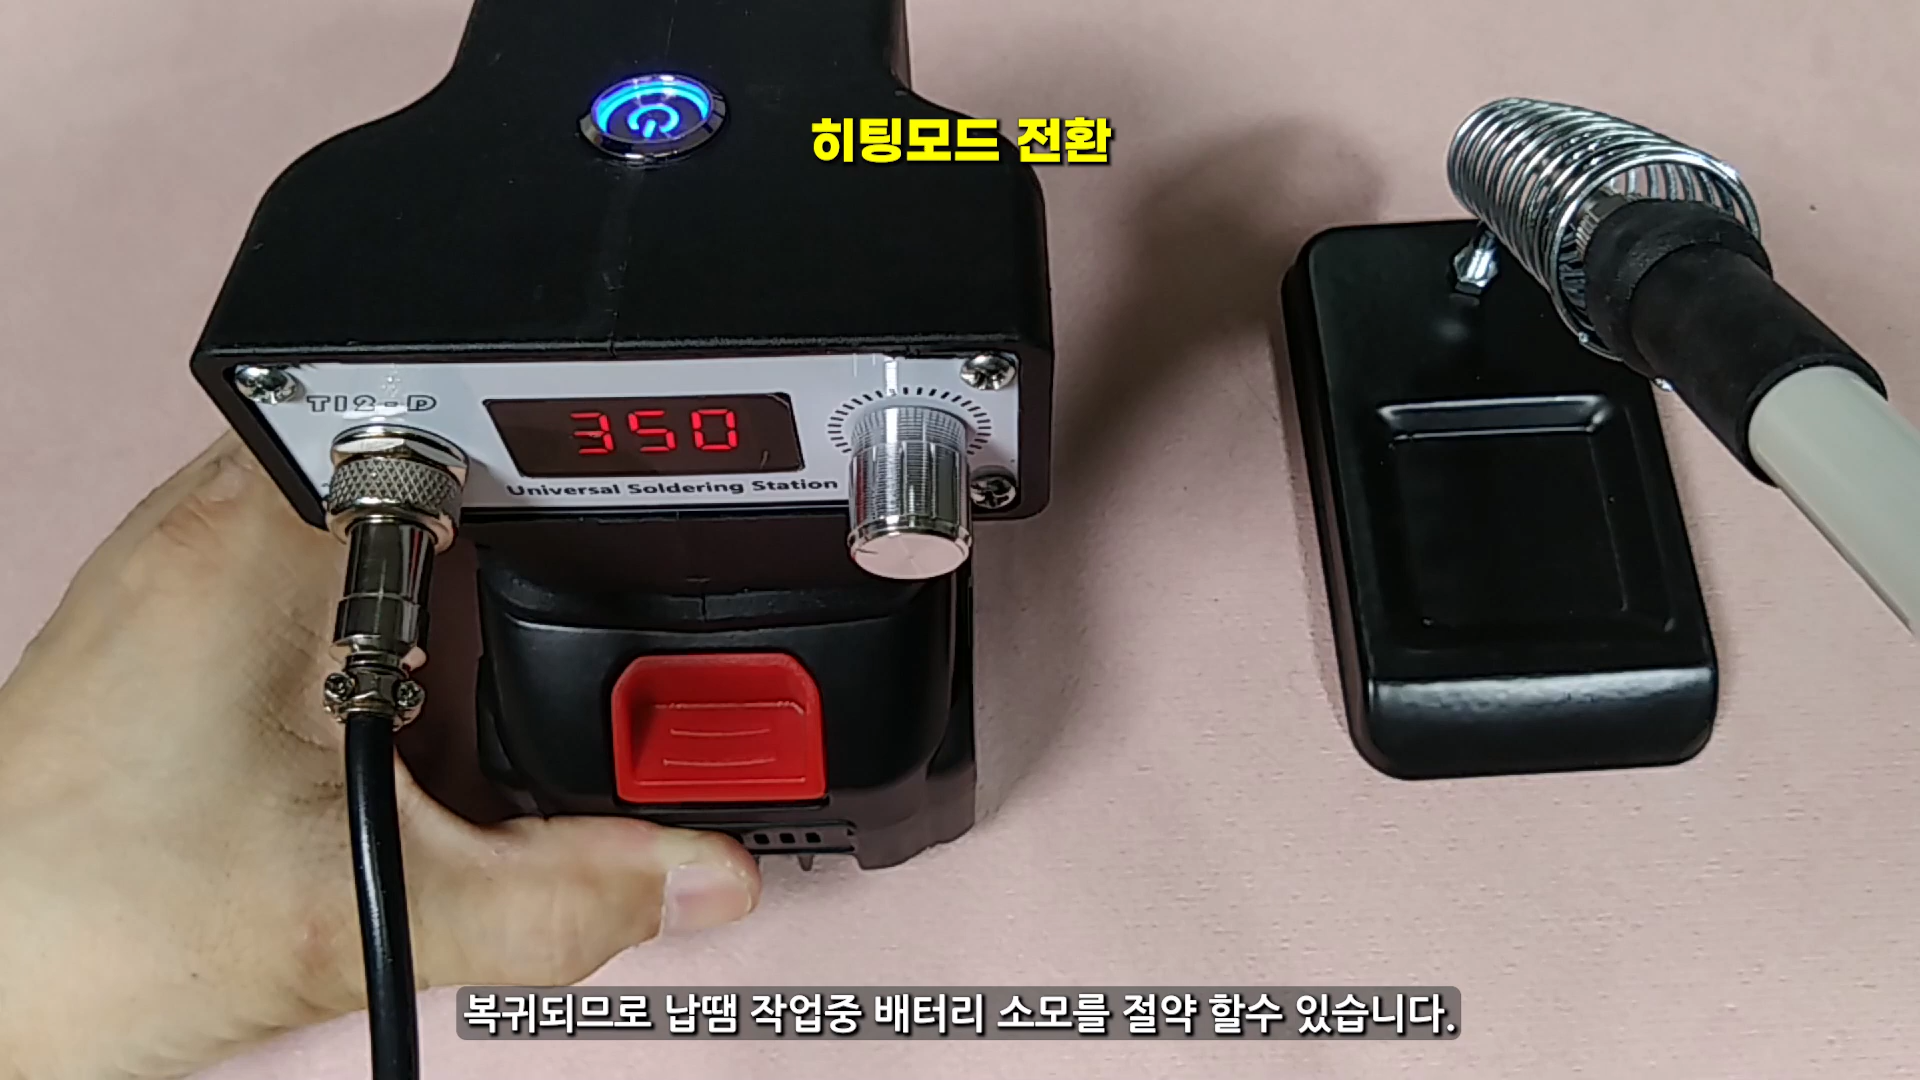 히팅모드 전환
T12-D
350
Universal Soldering Station
복귀되므로 납땜 작업중 배터리 소모를 절약 할수 있습니다.